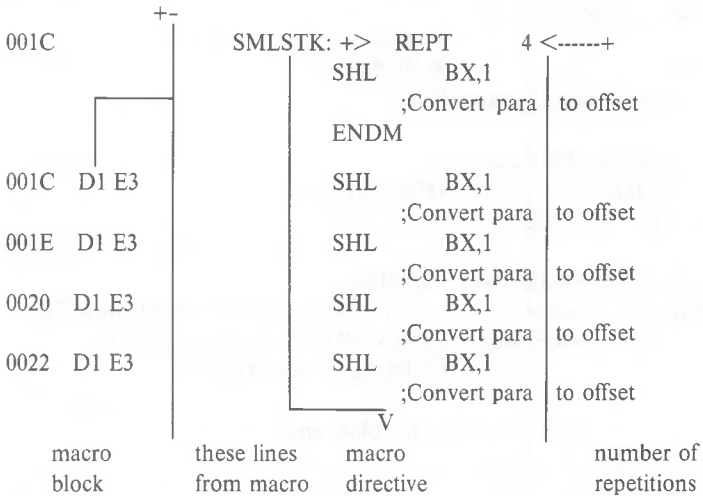 +-
001C SMLSTK: +> REPT 4 <------+
SHL BX,1
;Convert para to offset
ENDM
001C D1 E3 SHL BX,1
;Convert para to offset
001E D1 E3 SHL BX,1
;Convert para to offset
0020 D1 E3 SHL BX,1
;Convert para to offset
0022 D1 E3 SHL BX,1
;Convert para to offset
V
macro these lines macro number of
block from macro directive repetitions